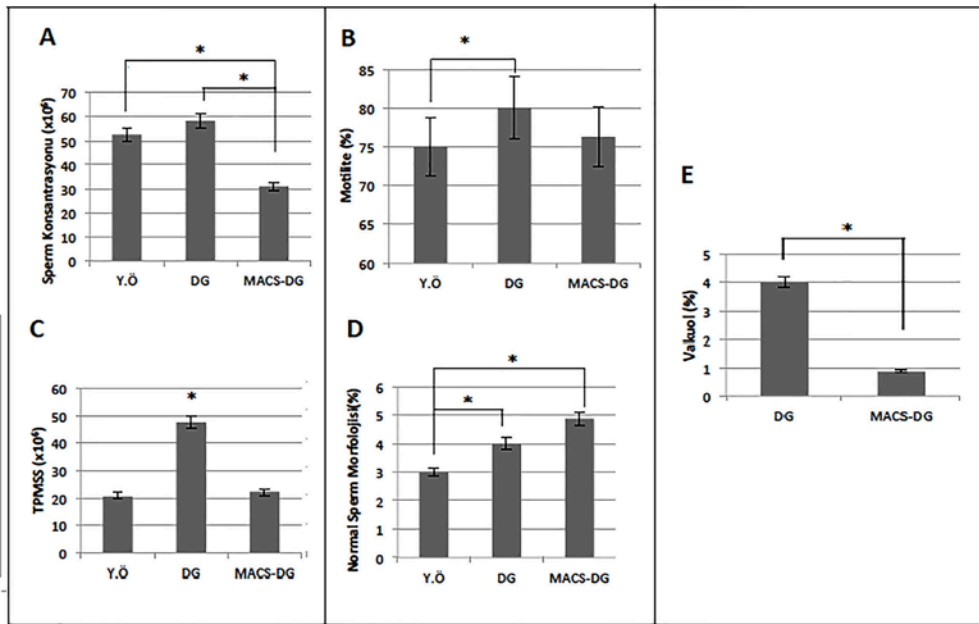 A
*
*
Sperm Konsantrasyonu (x10⁶)
70
60
50
40
30
20
10
0
Y.Ö DG MACS-DG
B
*
Motilite (%)
85
80
75
70
65
60
Y.Ö DG MACS-DG
C
*
TPMSS (x10⁶)
60
50
40
30
20
10
0
Y.Ö DG MACS-DG
D
*
*
Normal Sperm Morfolojisi(%)
6
5
4
3
2
1
0
Y.Ö DG MACS-DG
E
*
Vakuol (%)
5
4
3
2
1
0
DG MACS-DG